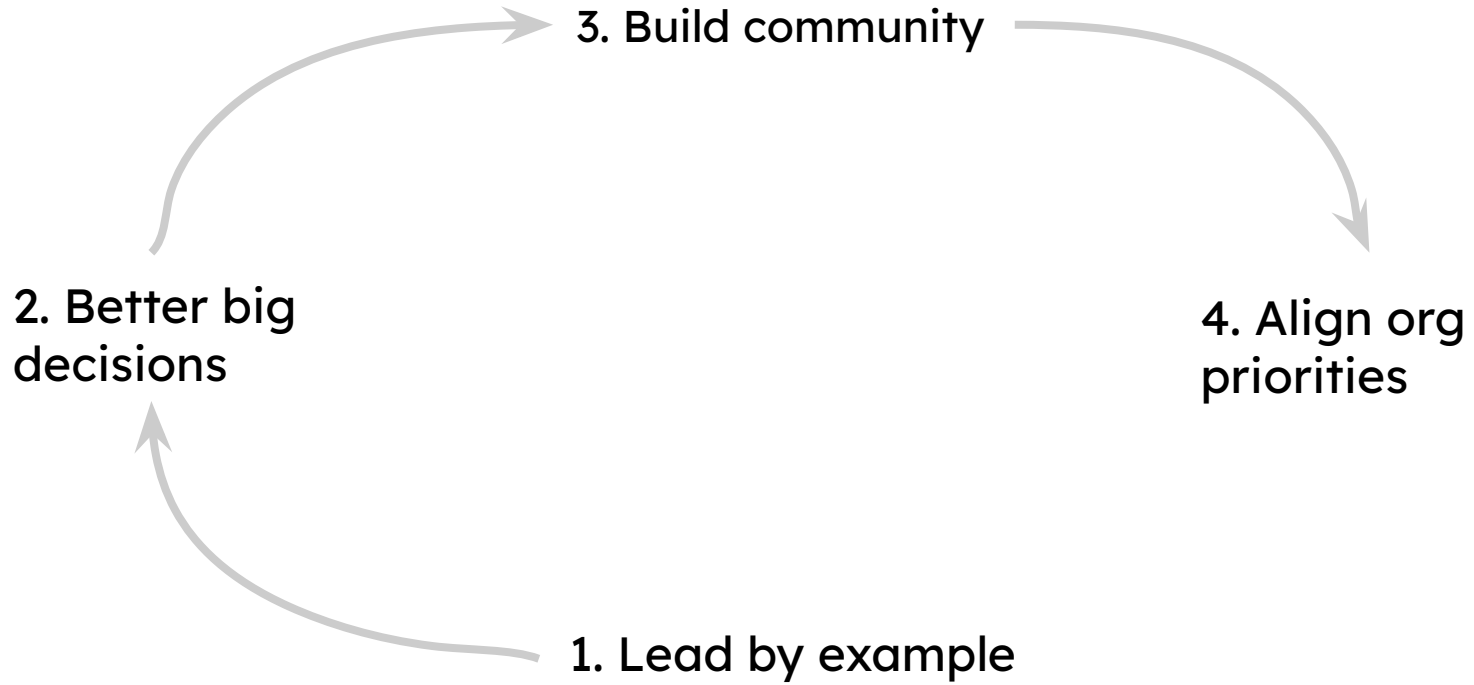 3. Build community
2. Better big
decisions
4. Align org
priorities
1. Lead by example